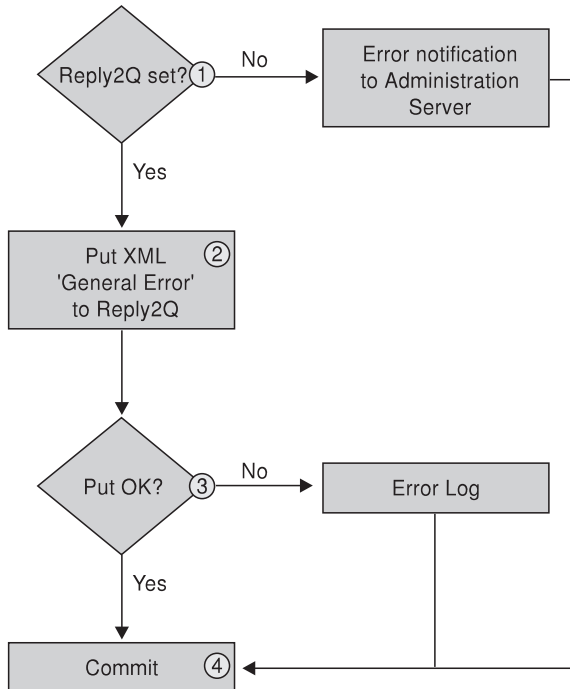 Reply2Q set?
1
No
Error notification
to Administration
Server
Yes
Put XML
2
'General Error'
to Reply2Q
Put OK?
3
No
Error Log
Yes
Commit
4